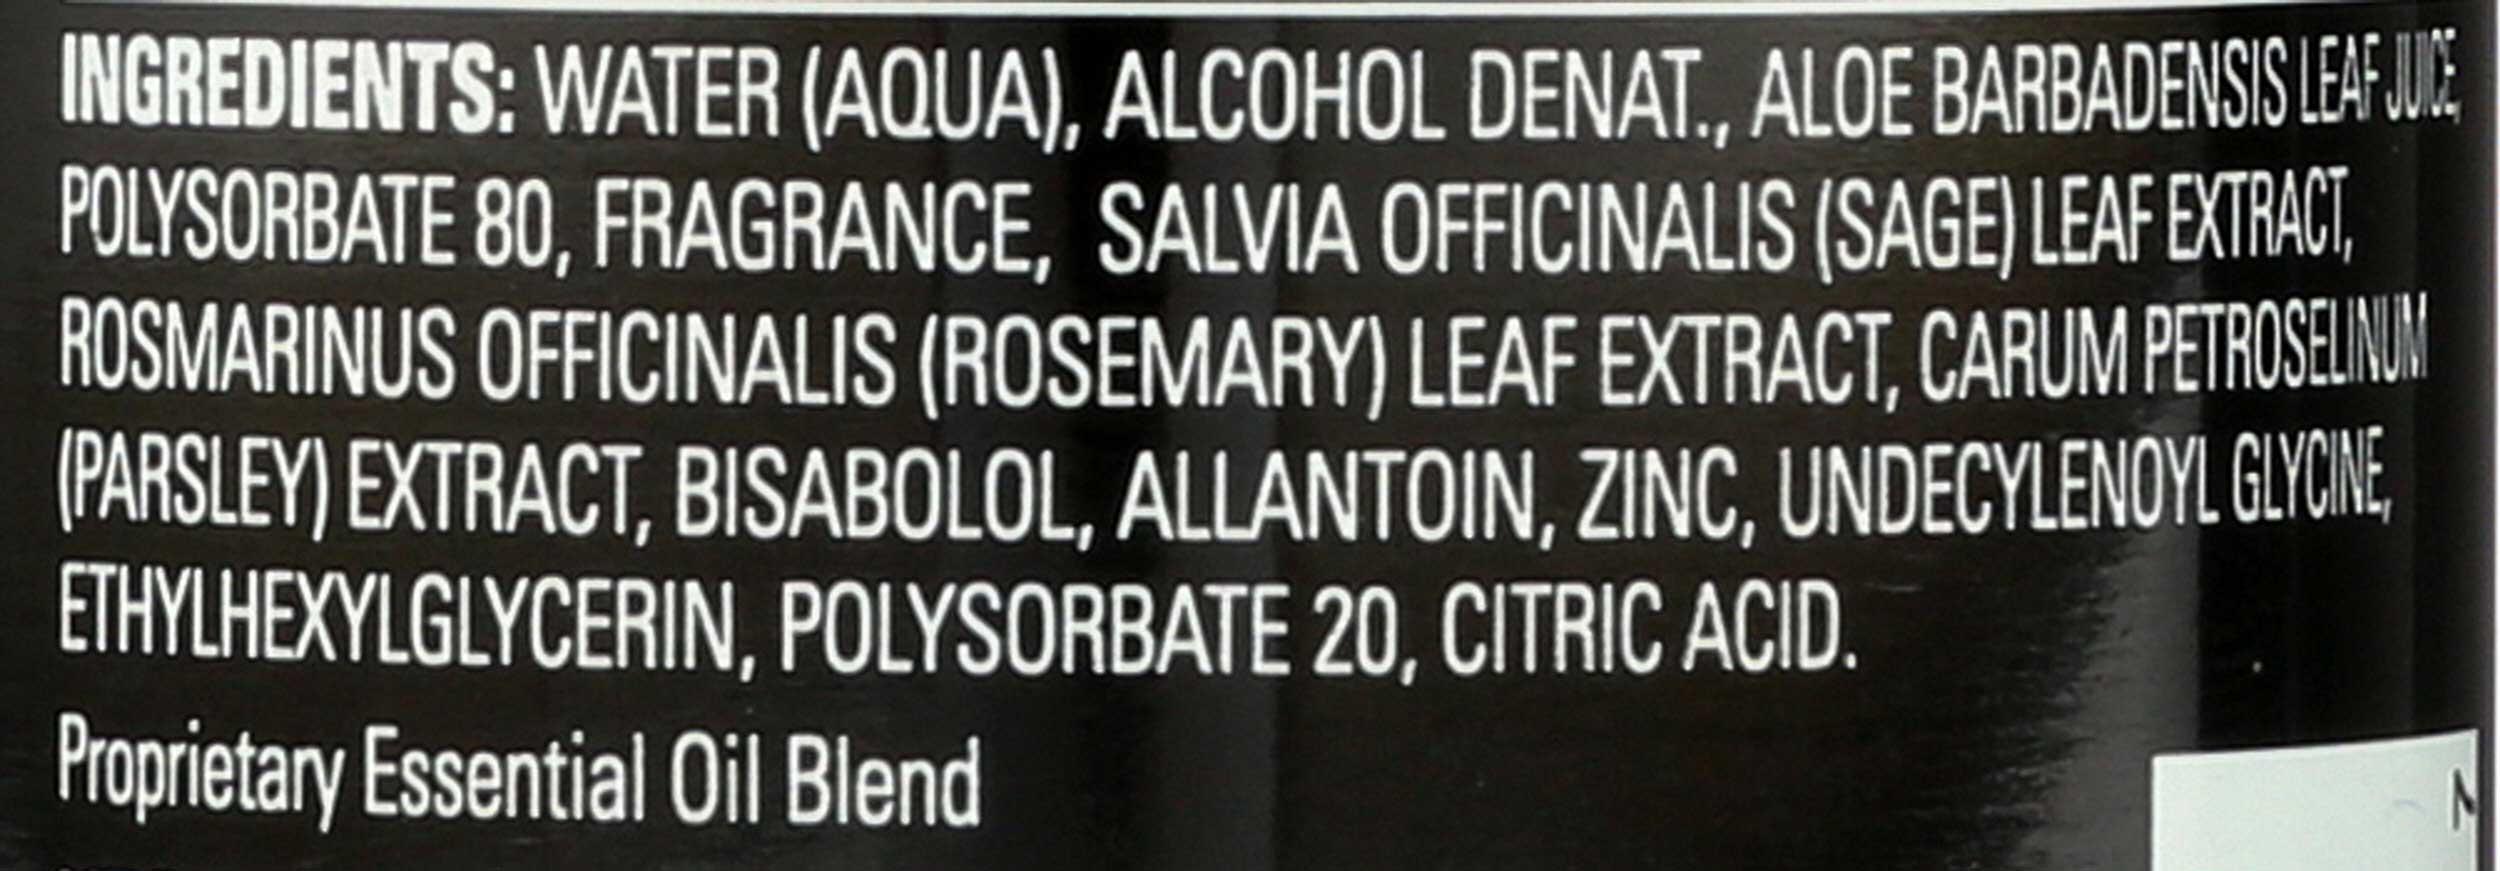 INGREDIENTS: WATER (AQUA), ALCOHOL DENAT., ALOE BARBADENSIS LEAF JUICE,
POLYSORBATE 80, FRAGRANCE, SALVIA OFFICINALIS (SAGE) LEAF EXTRACT,
ROSMARINUS OFFICINALIS (ROSEMARY) LEAF EXTRACT, CARUM PETROSELINUM
(PARSLEY) EXTRACT, BISABOLOL, ALLANTOIN, ZINC, UNDECYLENOYL GLYCINE,
ETHYLHEXYLGLYCERIN, POLYSORBATE 20, CITRIC ACID.
Proprietary Essential Oil Blend